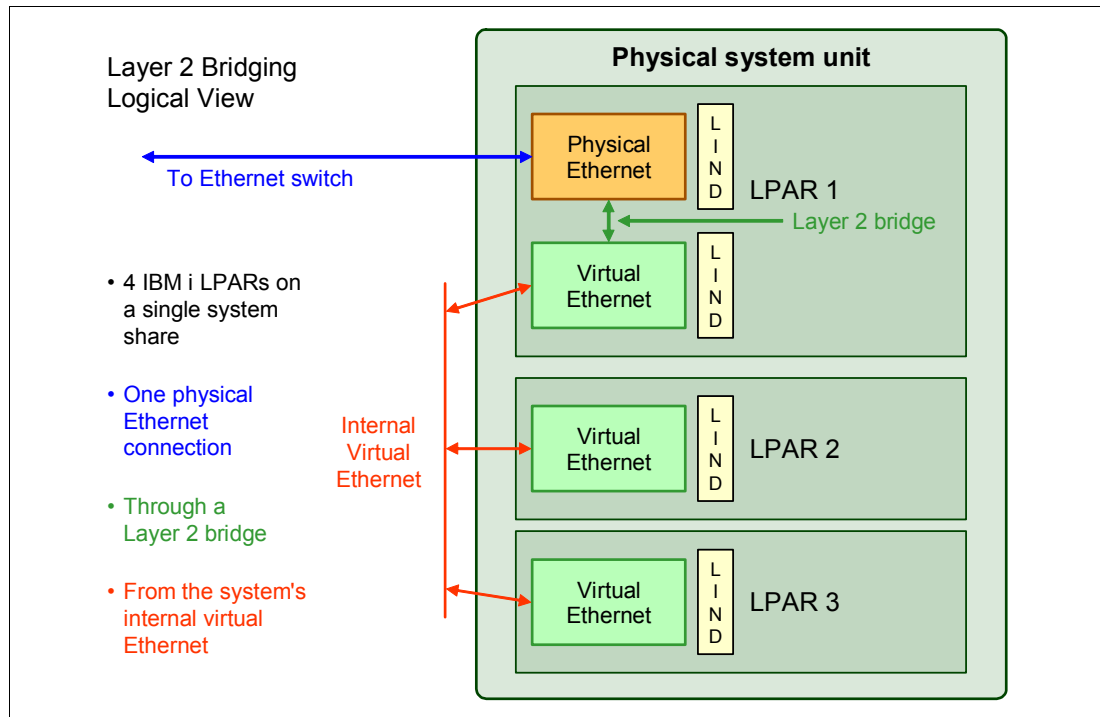 Layer 2 Bridging
Logical View
Physical system unit
Physical
Ethernet
L
I
N
D
LPAR 1
To Ethernet switch
Layer 2 bridge
Virtual
Ethernet
L
I
N
D
• 4 IBM i LPARs on
a single system
share
• One physical
Ethernet
connection
• Through a
Layer 2 bridge
• From the system's
internal virtual
Ethernet
Internal
Virtual
Ethernet
Virtual
Ethernet
L
I
N
D
LPAR 2
Virtual
Ethernet
L
I
N
D
LPAR 3